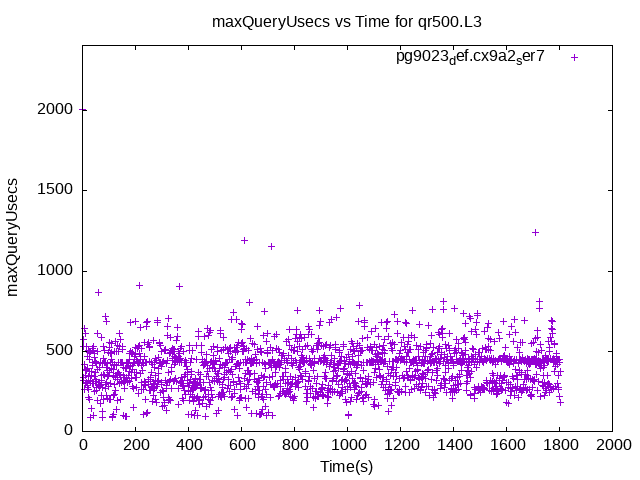 maxQueryUsecs vs Time for qr500.L3
pg9023def.cx9a2ser7
2000
1500
1000
500
0
maxQueryUsecs
0 200 400 600 800 1000 1200 1400 1600 1800 2000
Time(s)